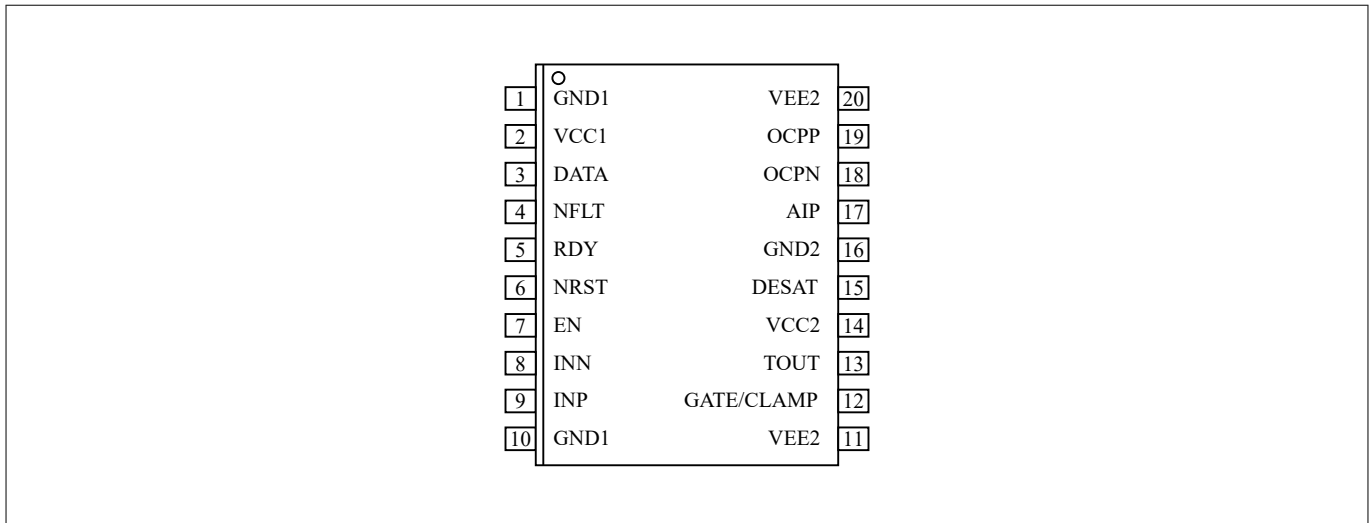 1 GND1 VEE2 20
2 VCC1 OCPP 19
3 DATA OCPN 18
4 NFLT AIP 17
5 RDY GND2 16
6 NRST DESAT 15
7 EN VCC2 14
8 INN TOUT 13
9 INP GATE/CLAMP 12
10 GND1 VEE2 11